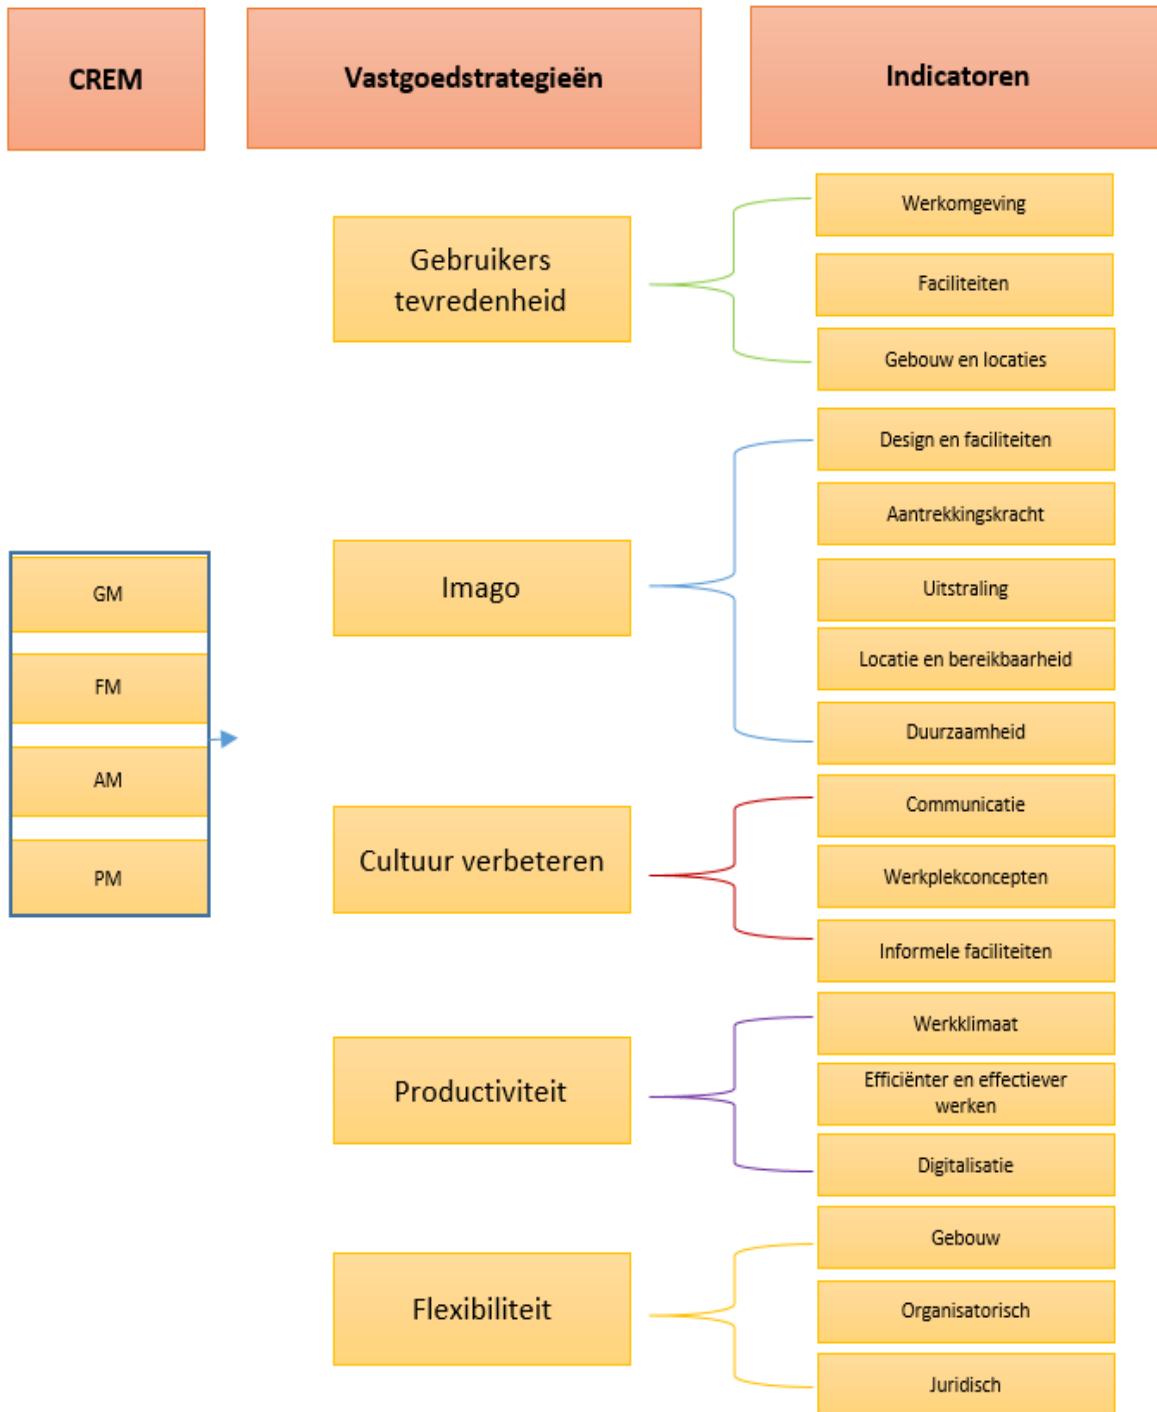 CREM
Vastgoedstrategieën
Indicatoren
GM
FM
AM
PM
Gebruikers
tevredenheid
Werkomgeving
Faciliteiten
Gebouw en locaties
Imago
Design en faciliteiten
Aantrekkingskracht
Uitstraling
Locatie en bereikbaarheid
Duurzaamheid
Cultuur verbeteren
Communicatie
Werkplekconcepten
Informele faciliteiten
Productiviteit
Werkklimaat
Efficiënter en effectiever
werken
Digitalisatie
Flexibiliteit
Gebouw
Organisatorisch
Juridisch